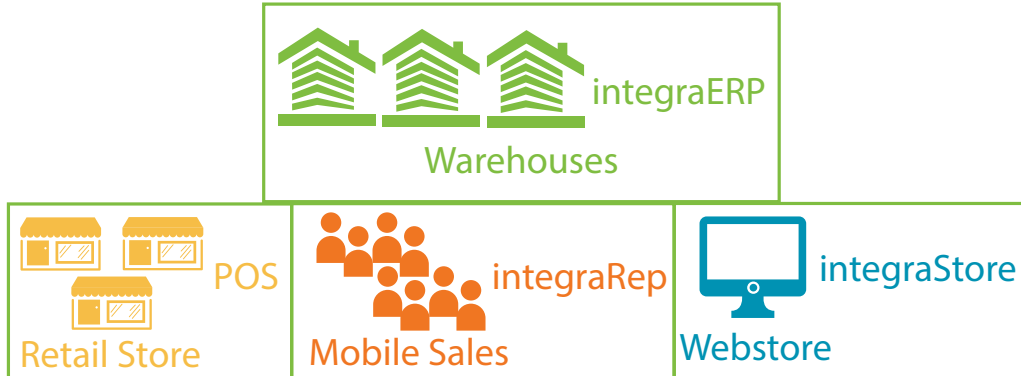 integraERP
Warehouses
POS
Retail Store
integraRep
Mobile Sales
integraStore
Webstore